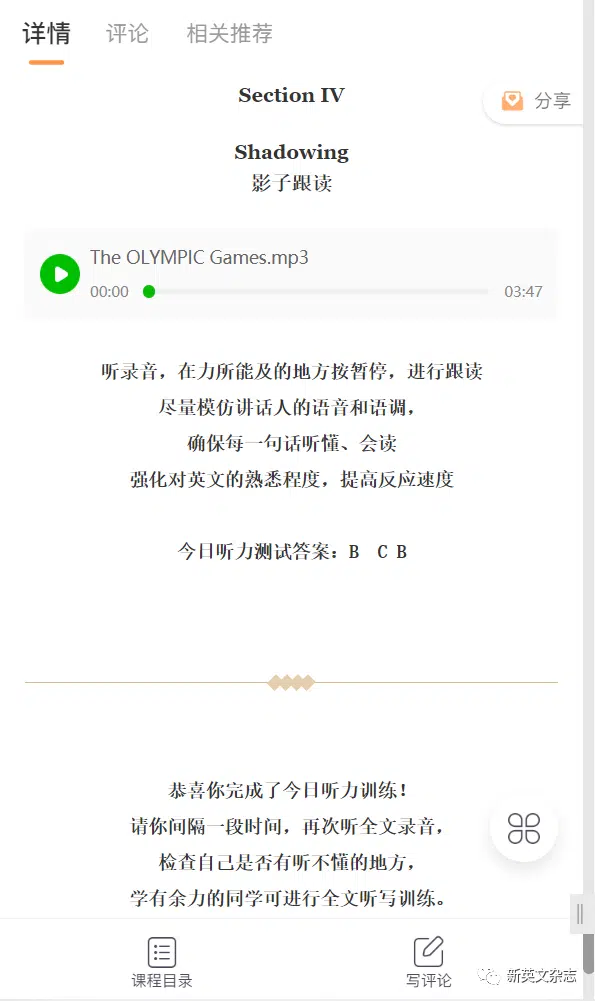 详情 评论 相关推荐
Section IV
分享
Shadowing
影子跟读
The OLYMPIC Games.mp3
00:00 03:47
听录音，在力所能及的地方按暂停，进行跟读
尽量模仿讲话人的语音和语调，
确保每一句话听懂、会读
强化对英文的熟悉程度，提高反应速度
今日听力测试答案：B C B
恭喜你完成了今日听力训练！
请你间隔一段时间，再次听全文录音，
检查自己是否有听不懂的地方，
学有余力的同学可进行全文听写训练。
课程目录 写评论 新英文杂志